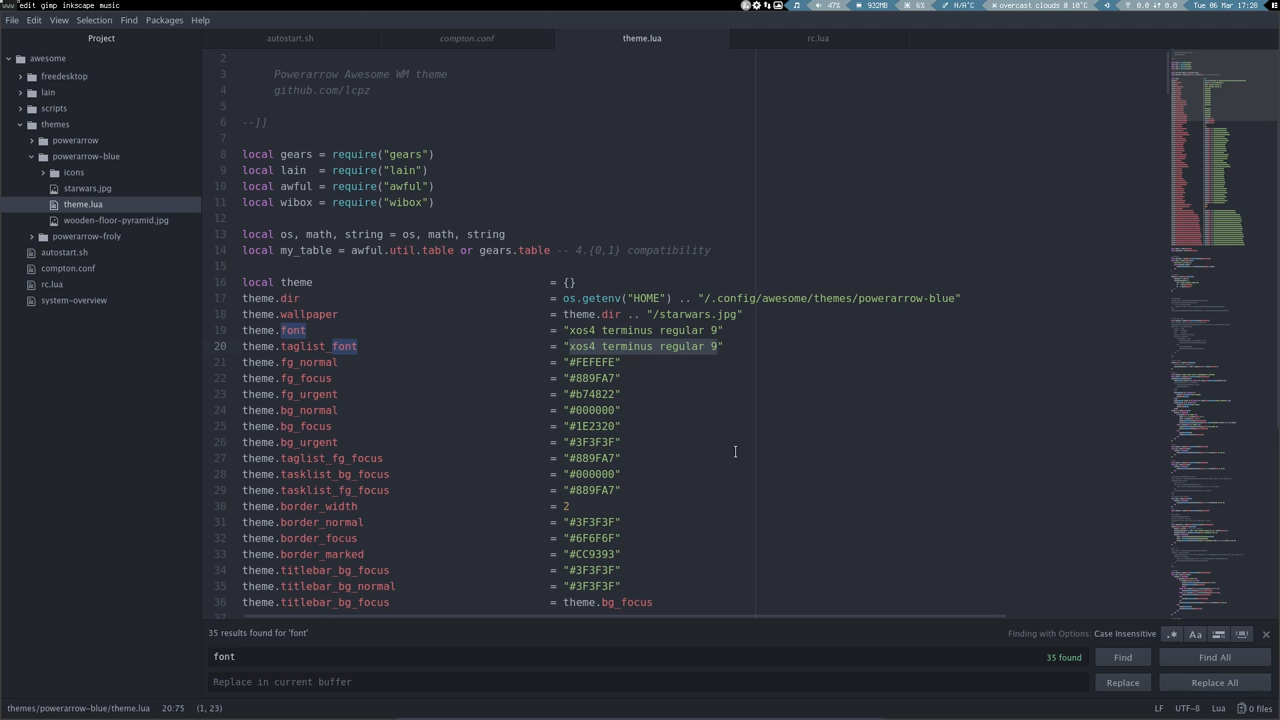 edit gimp inkscape music
47%
932MB
6%
N/A°C
overcast clouds @ 10°C
0.0 0.0
Tue 06 Mar 17:28
File Edit View Selection Find Packages Help
Project
autostart.sh
compton.conf
theme.lua
rc.lua
awesome
freedesktop
lain
scripts
themes
powerarrow
powerarrow-blue
icons
starwars.jpg
theme.lua
wooden-floor-pyramid.jpg
powerarrow-froly
autostart.sh
compton.conf
rc.lua
system-overview
2
3 Powerarrow Awesome WM theme
4 github.com/lcpz
5
6 --]]
7
8 local gears = require("gears")
9 local lain  = require("lain")
10 local awful = require("awful")
11 local wibox = require("wibox")
12
13 local os, math, string = os, math, string
14 local my_table = awful.util.table or gears.table -- 4.{0,1} compatibility
15
16 local theme = {}
17 theme.dir = os.getenv("HOME") .. "/.config/awesome/themes/powerarrow-blue"
18 theme.wallpaper = theme.dir .. "/starwars.jpg"
19 theme.font = "xos4 terminus regular 9"
20 theme.taglist_font = "xos4 terminus regular 9"
21 theme.fg_normal = "#FEFEFE"
22 theme.fg_focus = "#889FA7"
23 theme.fg_urgent = "#b74822"
24 theme.bg_normal = "#000000"
25 theme.bg_focus = "#1E2320"
26 theme.bg_urgent = "#3F3F3F"
27 theme.taglist_fg_focus = "#889FA7"
28 theme.tasklist_bg_focus = "#000000"
29 theme.tasklist_fg_focus = "#889FA7"
30 theme.border_width = 2
31 theme.border_normal = "#3F3F3F"
32 theme.border_focus = "#6F6F6F"
33 theme.border_marked = "#CC9393"
34 theme.titlebar_bg_focus = "#3F3F3F"
35 theme.titlebar_bg_normal = "#3F3F3F"
36 theme.titlebar_bg_focus = theme.bg_focus
35 results found for 'font'
Finding with Options: Case Insensitive
.* Aa
font
35 found
Find
Find All
Replace in current buffer
Replace
Replace All
themes/powerarrow-blue/theme.lua 20:75 (1, 23)
LF UTF-8 Lua 0 files